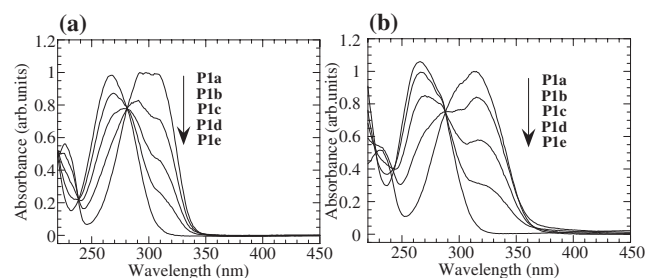 (a)
1.2
1
0.8
0.6
0.4
0.2
0
Absorbance (arb.units)
P1a
P1b
P1c
P1d
P1e
250 300 350 400 450
Wavelength (nm)
(b)
1.2
1
0.8
0.6
0.4
0.2
0
Absorbance (arb.units)
P1a
P1b
P1c
P1d
P1e
250 300 350 400 450
Wavelength (nm)